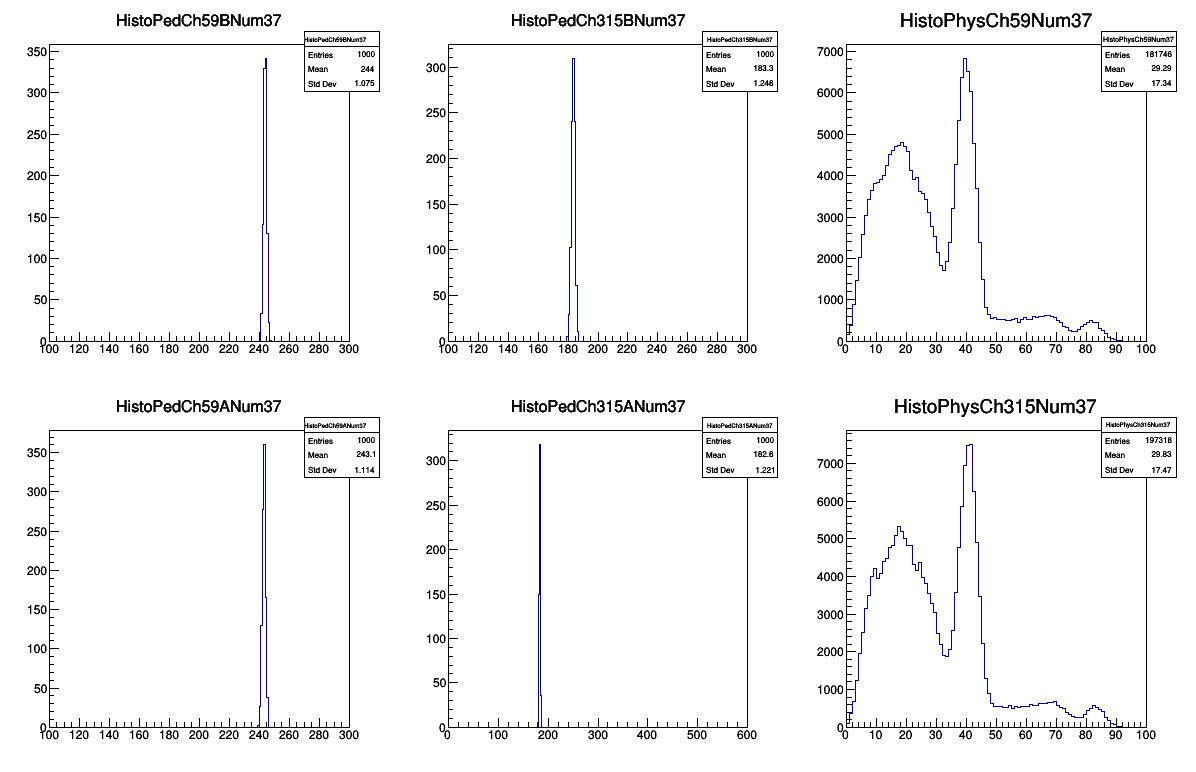 HistoPedCh59BNum37
HistoPedCh59BNum37
Entries 1000
Mean 244
Std Dev 1.075
350
300
250
200
150
100
50
0
100 120 140 160 180 200 220 240 260 280 300
HistoPedCh315BNum37
HistoPedCh315BNum37
Entries 1000
Mean 183.3
Std Dev 1.246
300
250
200
150
100
50
0
100 120 140 160 180 200 220 240 260 280 300
HistoPhysCh59Num37
HistoPhysCh59Num37
Entries 181746
Mean 29.29
Std Dev 17.34
7000
6000
5000
4000
3000
2000
1000
0
0 10 20 30 40 50 60 70 80 90 100
HistoPedCh59ANum37
HistoPedCh59ANum37
Entries 1000
Mean 243.1
Std Dev 1.114
350
300
250
200
150
100
50
0
100 120 140 160 180 200 220 240 260 280 300
HistoPedCh315ANum37
HistoPedCh315ANum37
Entries 1000
Mean 182.6
Std Dev 1.221
300
250
200
150
100
50
0
0 100 200 300 400 500 600
HistoPhysCh315Num37
HistoPhysCh315Num37
Entries 197318
Mean 29.83
Std Dev 17.47
7000
6000
5000
4000
3000
2000
1000
0
0 10 20 30 40 50 60 70 80 90 100